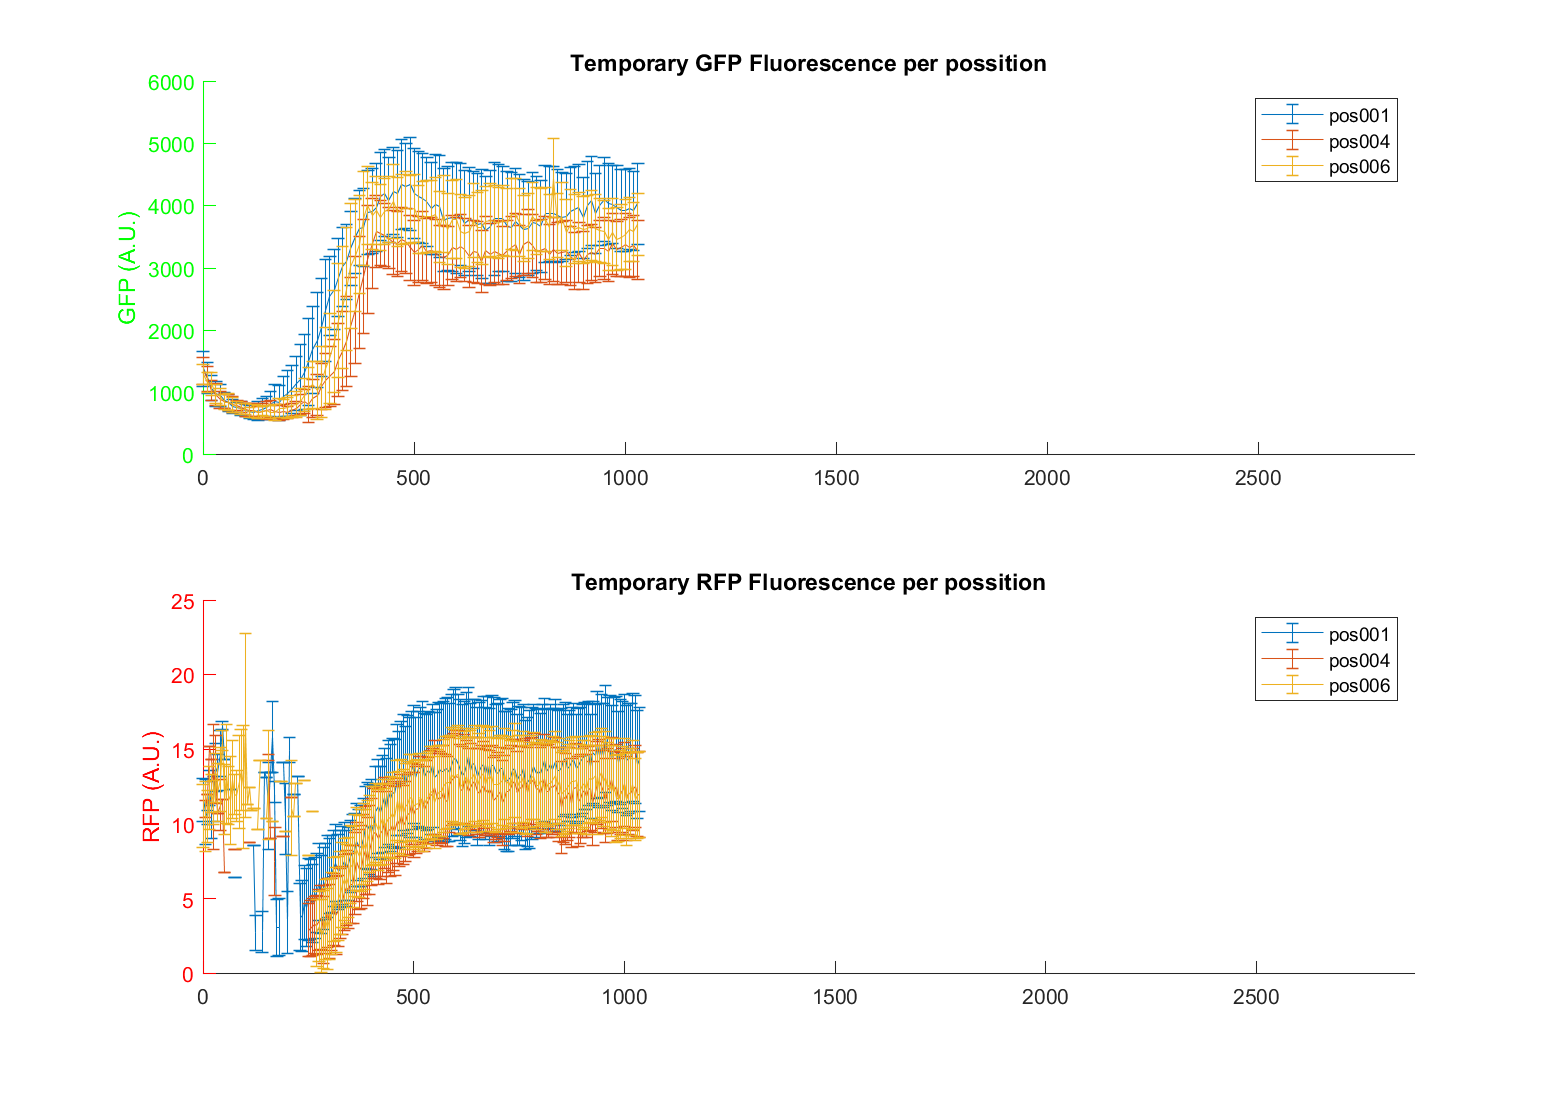 Temporary GFP Fluorescence per possition
6000
5000
4000
3000
2000
1000
0
GFP (A.U.)
0 500 1000 1500 2000 2500
pos001
pos004
pos006
Temporary RFP Fluorescence per possition
25
20
15
10
5
0
RFP (A.U.)
0 500 1000 1500 2000 2500
pos001
pos004
pos006